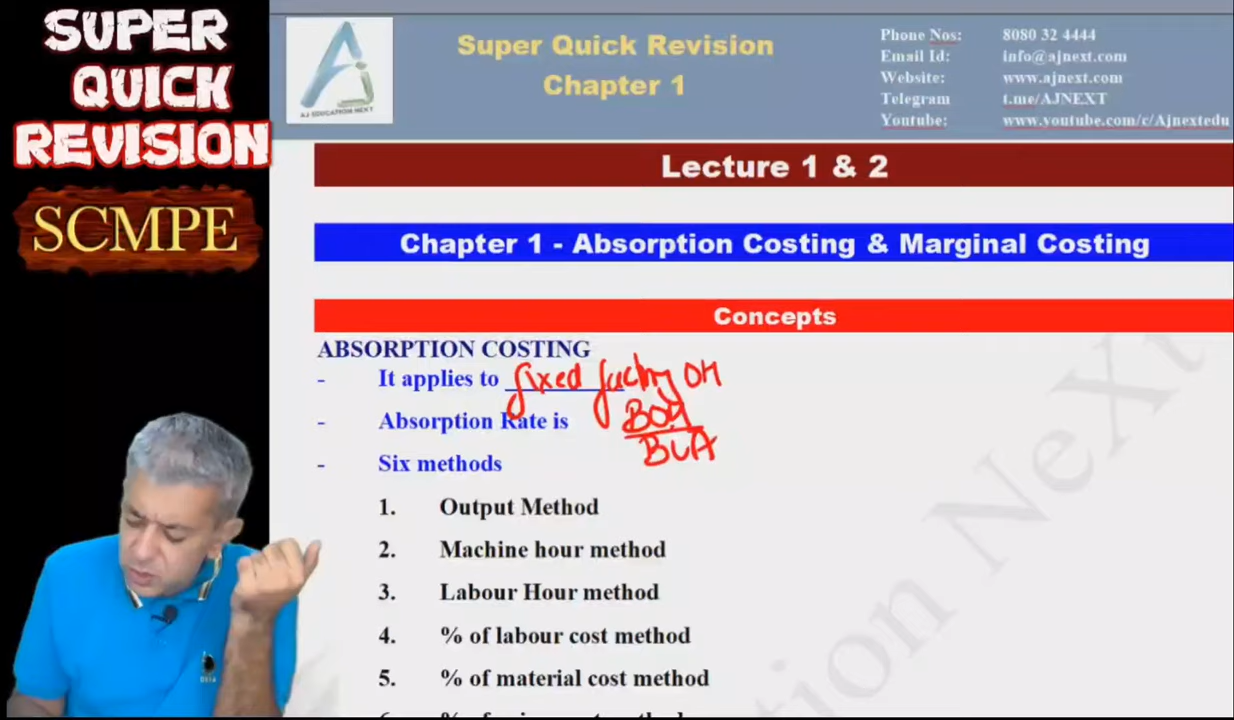 SUPER
QUICK
REVISION
SCMPE
AJ EDUCATION NEXT
Super Quick Revision
Chapter 1
Phone Nos: 8080 32 4444
Email Id: info@ajnext.com
Website: www.ajnext.com
Telegram t.me/AJNEXT
Youtube: www.youtube.com/c/Ajnextedu
Lecture 1 & 2
Chapter 1 - Absorption Costing & Marginal Costing
Concepts
ABSORPTION COSTING
- It applies to fixed factory OH
- Absorption Rate is BOH
BLA
- Six methods
1. Output Method
2. Machine hour method
3. Labour Hour method
4. % of labour cost method
5. % of material cost method